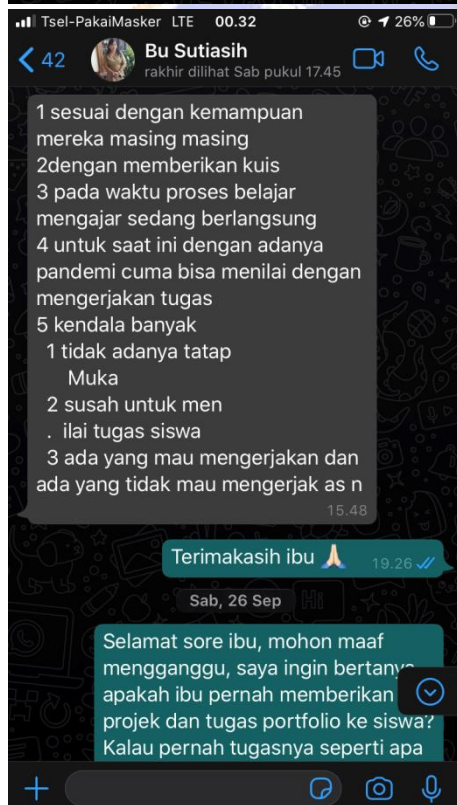 Tsel-PakaiMasker LTE 00.32 26%
42 Bu Sutiasih
rakhir dilihat Sab pukul 17.45
1 sesuai dengan kemampuan
mereka masing masing
2dengan memberikan kuis
3 pada waktu proses belajar
mengajar sedang berlangsung
4 untuk saat ini dengan adanya
pandemi cuma bisa menilai dengan
mengerjakan tugas
5 kendala banyak
1 tidak adanya tatap
Muka
2 susah untuk men
. ilai tugas siswa
3 ada yang mau mengerjakan dan
ada yang tidak mau mengerjak as n
15.48
Terimakasih ibu 🙏🏻 19.26
Sab, 26 Sep
Selamat sore ibu, mohon maaf
mengganggu, saya ingin bertanya
apakah ibu pernah memberikan
projek dan tugas portfolio ke siswa?
Kalau pernah tugasnya seperti apa